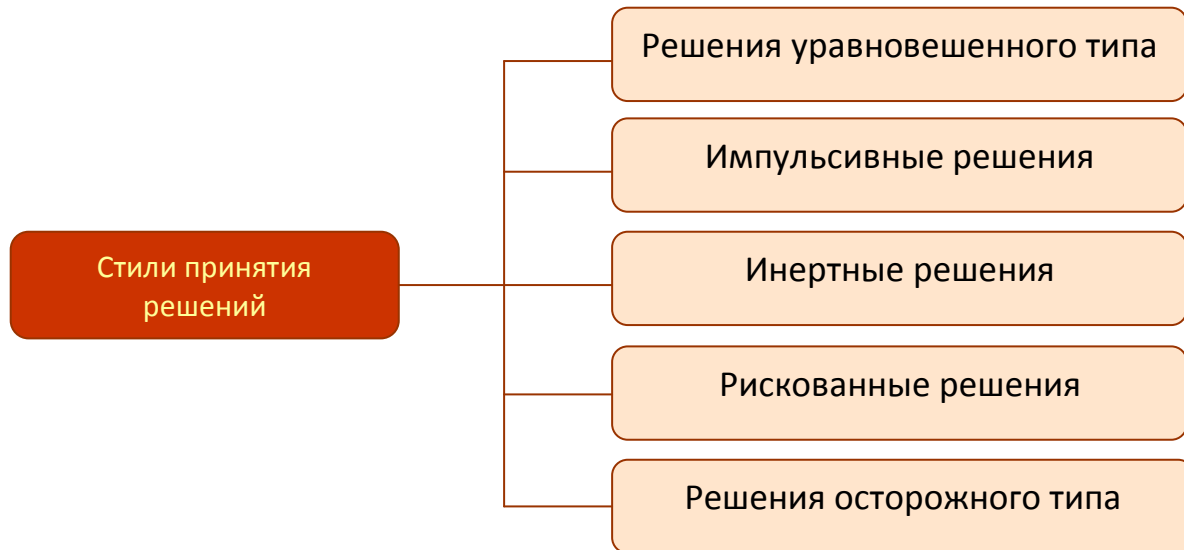 Решения уравновешенного типа
Импульсивные решения
Стили принятия
решений
Инертные решения
Рискованные решения
Решения осторожного типа